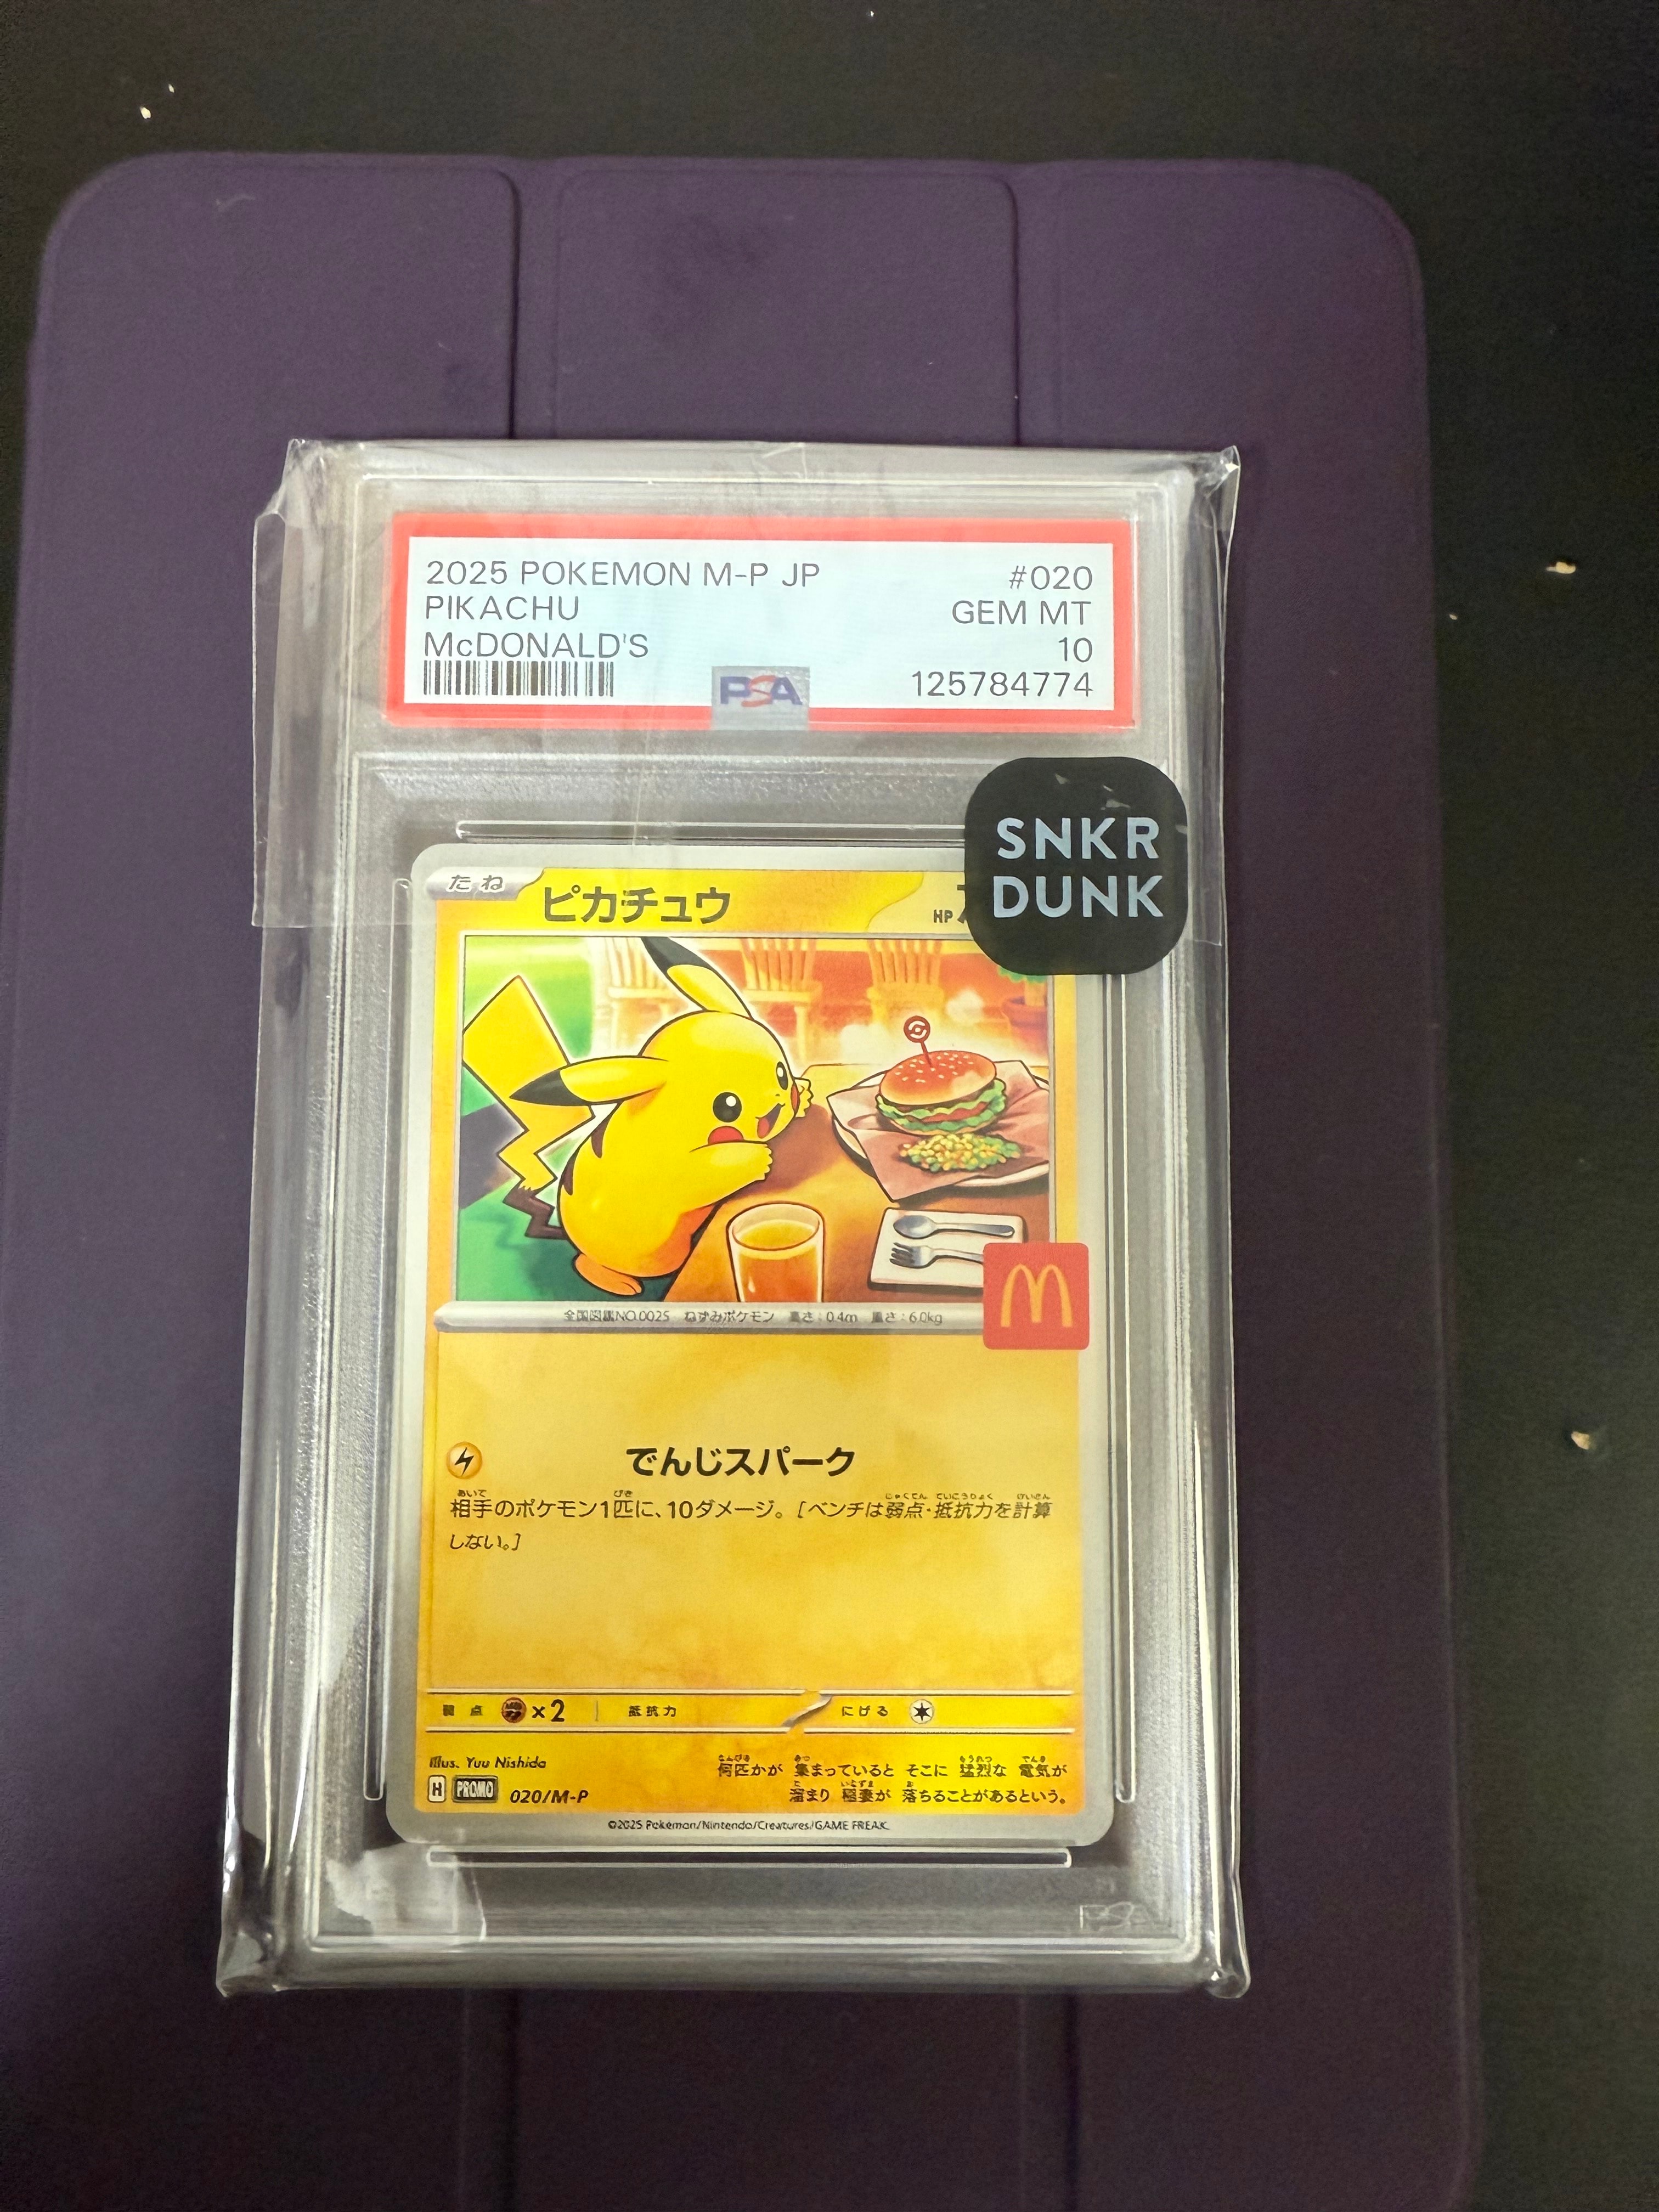 2025 POKEMON M-P JP #020
PIKACHU GEM MT
McDONALD'S 10
PSA 125784774
SNKR
DUNK
たね ピカチュウ HP
全国図鑑NO.0025 ねずみポケモン 高さ:0.4m 重さ:6.0kg
でんじスパーク
相手のポケモン1匹に、10ダメージ。[ベンチは弱点・抵抗力を計算
しない。]
弱点 ×2 抵抗力 にげる
Illus. Yuu Nishida
何匹かが 集まっていると そこに 猛烈な 電気が
溜まり 稲妻が 落ちることがあるという。
H PROMO 020/M-P
©2025 Pokémon/Nintendo/Creatures/GAME FREAK.